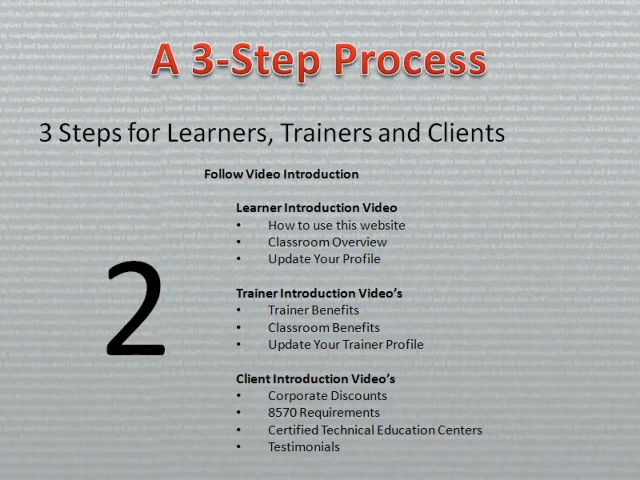 A 3-Step Process
3 Steps for Learners, Trainers and Clients
Follow Video Introduction
Learner Introduction Video
• How to use this website
• Classroom Overview
• Update Your Profile
2
Trainer Introduction Video’s
• Trainer Benefits
• Classroom Benefits
• Update Your Trainer Profile
Client Introduction Video’s
• Corporate Discounts
• 8570 Requirements
• Certified Technical Education Centers
• Testimonials